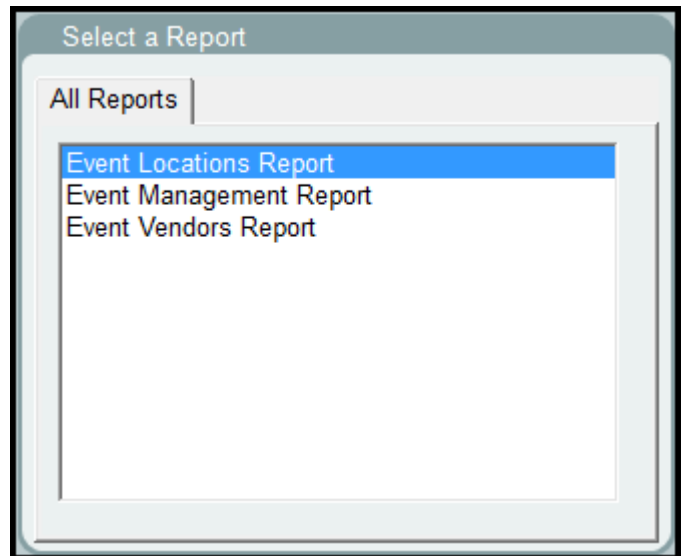 Select a Report
All Reports
Event Locations Report
Event Management Report
Event Vendors Report